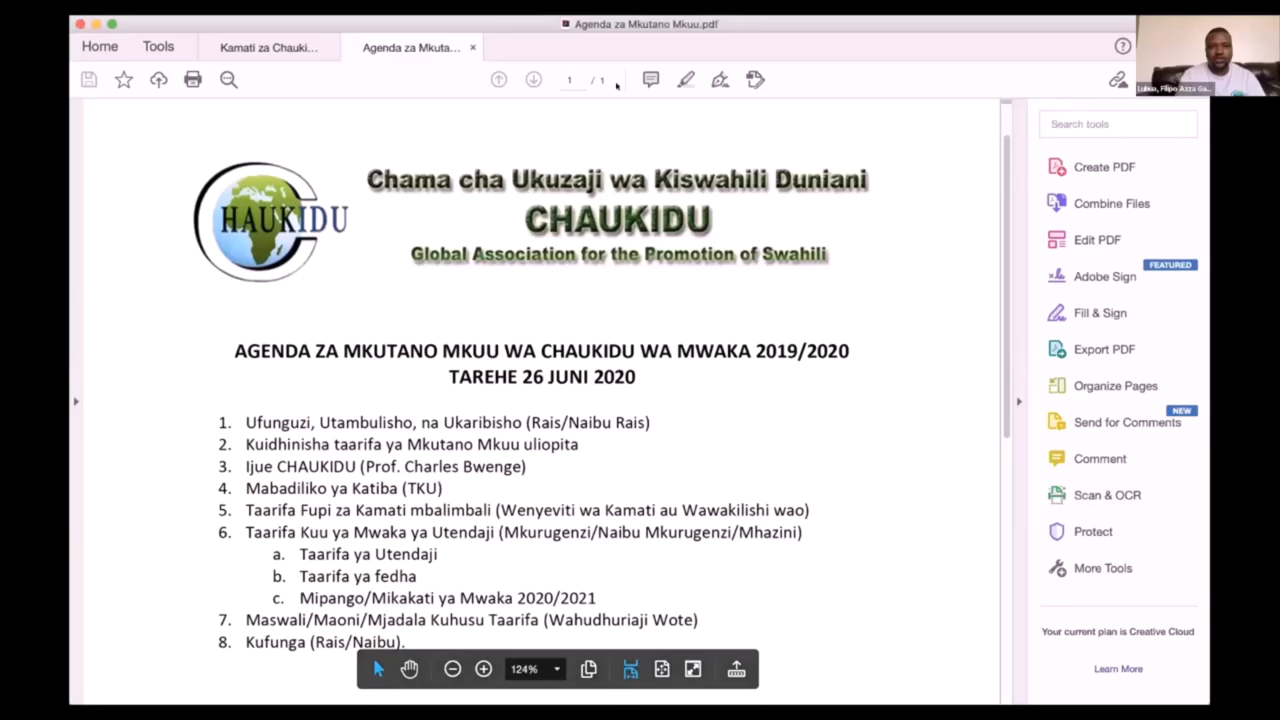 Agenda za Mkutano Mkuu.pdf
Home
Tools
Kamati za Chauki...
Agenda za Mkuta...
×
1 / 1
Lubua, Filipo Azza Ga...
Search tools
Create PDF
Combine Files
Edit PDF
FEATURED
Adobe Sign
Fill & Sign
Export PDF
Organize Pages
NEW
Send for Comments
Comment
Scan & OCR
Protect
More Tools
Your current plan is Creative Cloud
Learn More
CHAUKIDU
Chama cha Ukuzaji wa Kiswahili Duniani
CHAUKIDU
Global Association for the Promotion of Swahili
AGENDA ZA MKUTANO MKUU WA CHAUKIDU WA MWAKA 2019/2020
TAREHE 26 JUNI 2020
1. Ufunguzi, Utambulisho, na Ukaribisho (Rais/Naibu Rais)
2. Kuidhinisha taarifa ya Mkutano Mkuu uliopita
3. Ijue CHAUKIDU (Prof. Charles Bwenge)
4. Mabadiliko ya Katiba (TKU)
5. Taarifa Fupi za Kamati mbalimbali (Wenyeviti wa Kamati au Wawakilishi wao)
6. Taarifa Kuu ya Mwaka ya Utendaji (Mkurugenzi/Naibu Mkurugenzi/Mhazini)
a. Taarifa ya Utendaji
b. Taarifa ya fedha
c. Mipango/Mikakati ya Mwaka 2020/2021
7. Maswali/Maoni/Mjadala Kuhusu Taarifa (Wahudhuriaji Wote)
8. Kufunga (Rais/Naibu).
124%